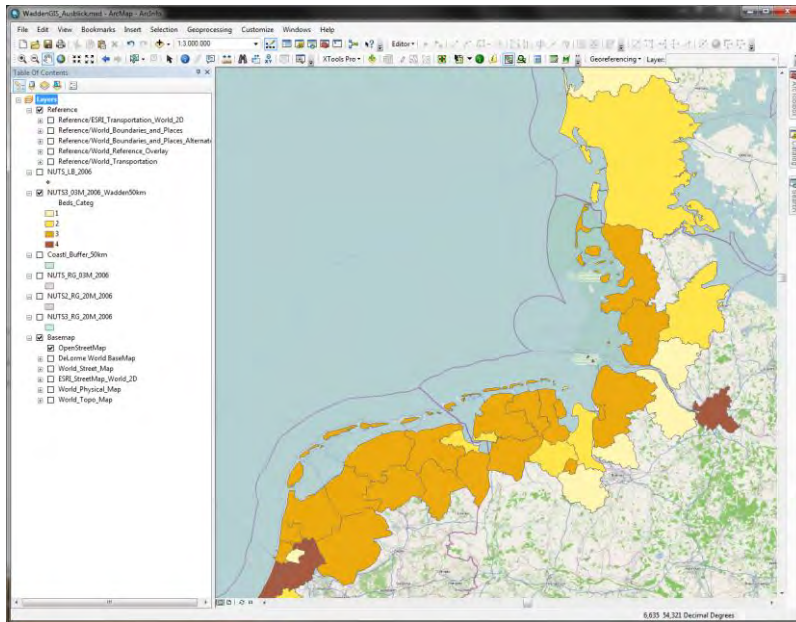 WaddenGIS_Ausblick.mxd - ArcMap - ArcInfo
File Edit View Bookmarks Insert Selection Geoprocessing Customize Windows Help
1:3.000.000 Editor
XTools Pro Georeferencing Layer:
Table Of Contents
Layers
Reference
Reference/ESRI_Transportation_World_2D
Reference/World_Boundaries_and_Places
Reference/World_Boundaries_and_Places_Alternat
Reference/World_Reference_Overlay
Reference/World_Transportation
NUTS_LB_2006
NUTS3_03M_2006_Wadden50km
Beds_Categ
1
2
3
4
Coastl_Buffer_50km
NUTS_RG_03M_2006
NUTS2_RG_20M_2006
NUTS3_RG_20M_2006
Basemap
OpenStreetMap
DeLorme World BaseMap
World_Street_Map
ESRI_StreetMap_World_2D
World_Physical_Map
World_Topo_Map
Catalog
Search
6,635 54,321 Decimal Degrees